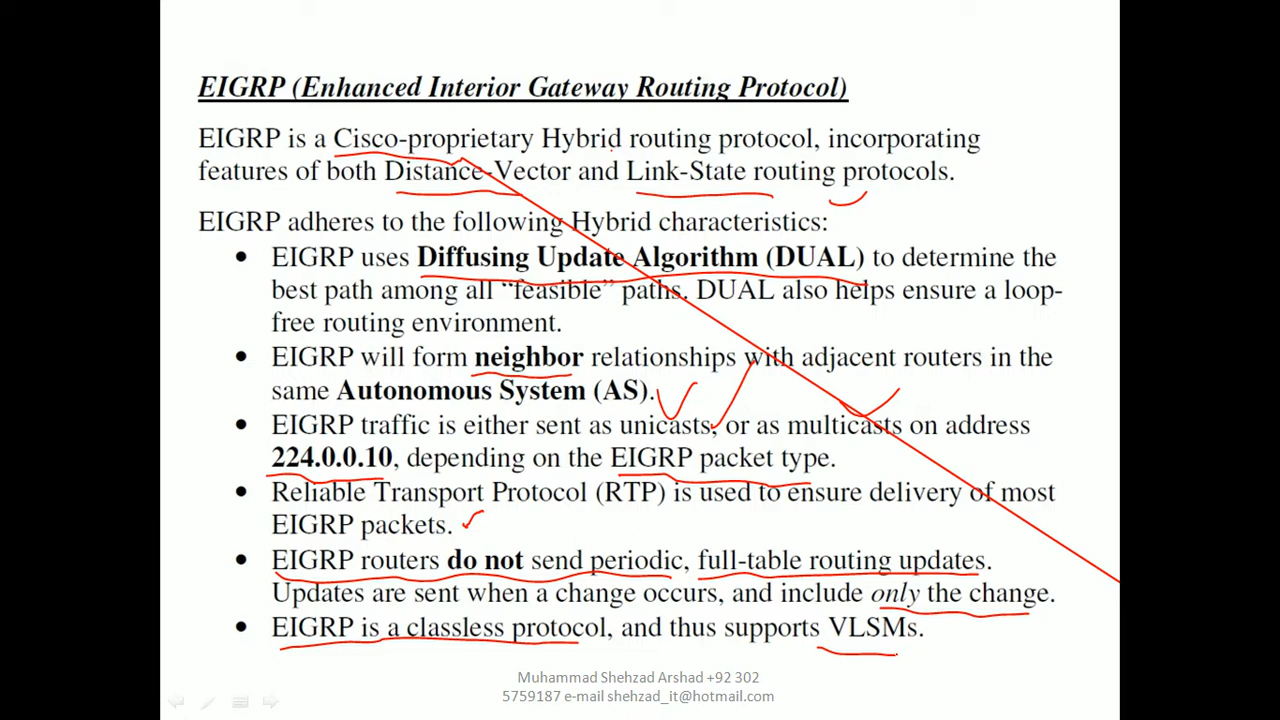 EIGRP (Enhanced Interior Gateway Routing Protocol)
EIGRP is a Cisco-proprietary Hybrid routing protocol, incorporating
features of both Distance-Vector and Link-State routing protocols.
EIGRP adheres to the following Hybrid characteristics:
• EIGRP uses Diffusing Update Algorithm (DUAL) to determine the
best path among all “feasible” paths. DUAL also helps ensure a loop-
free routing environment.
• EIGRP will form neighbor relationships with adjacent routers in the
same Autonomous System (AS).
• EIGRP traffic is either sent as unicasts, or as multicasts on address
224.0.0.10, depending on the EIGRP packet type.
• Reliable Transport Protocol (RTP) is used to ensure delivery of most
EIGRP packets.
• EIGRP routers do not send periodic, full-table routing updates.
Updates are sent when a change occurs, and include only the change.
• EIGRP is a classless protocol, and thus supports VLSMs.
Muhammad Shehzad Arshad +92 302
5759187 e-mail shehzad_it@hotmail.com